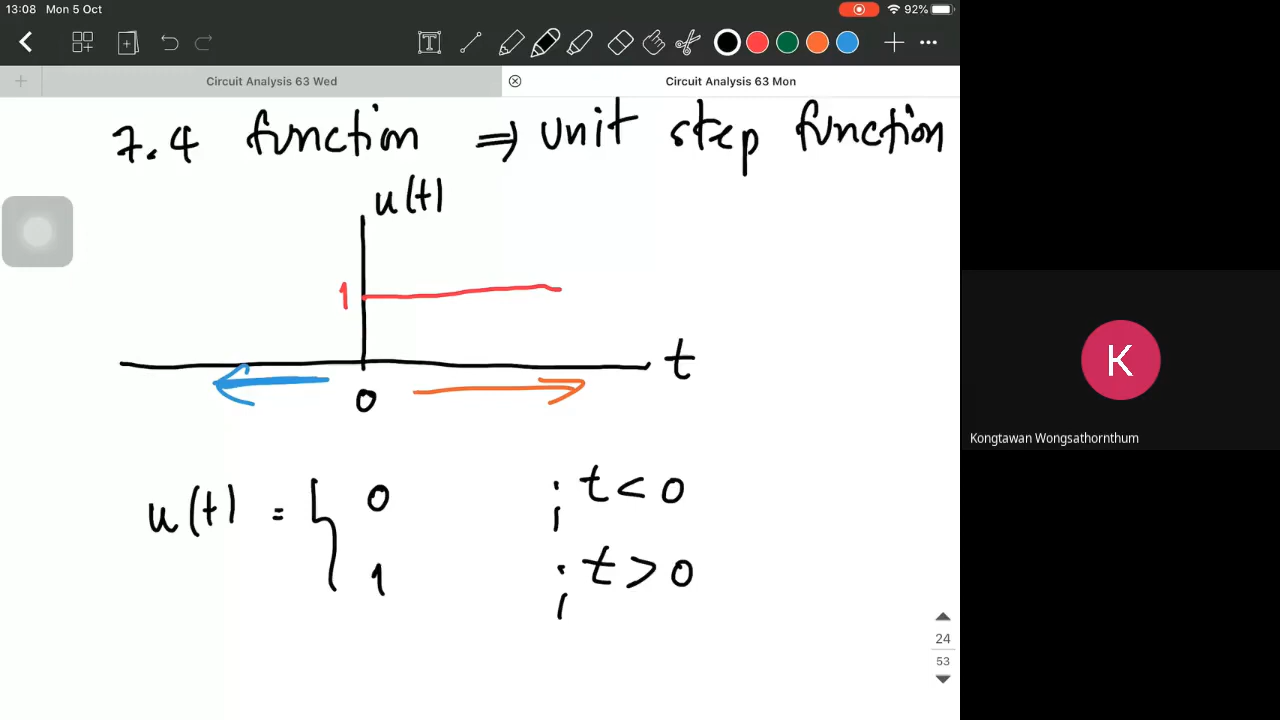 13:08 Mon 5 Oct
92%
Circuit Analysis 63 Wed
Circuit Analysis 63 Mon
7.4 function ⇒ unit step function
u(t)
1
t
0
K
Kongtawan Wongsathornthum
u(t) = { 0 ; t < 0
1 ; t > 0
24
53